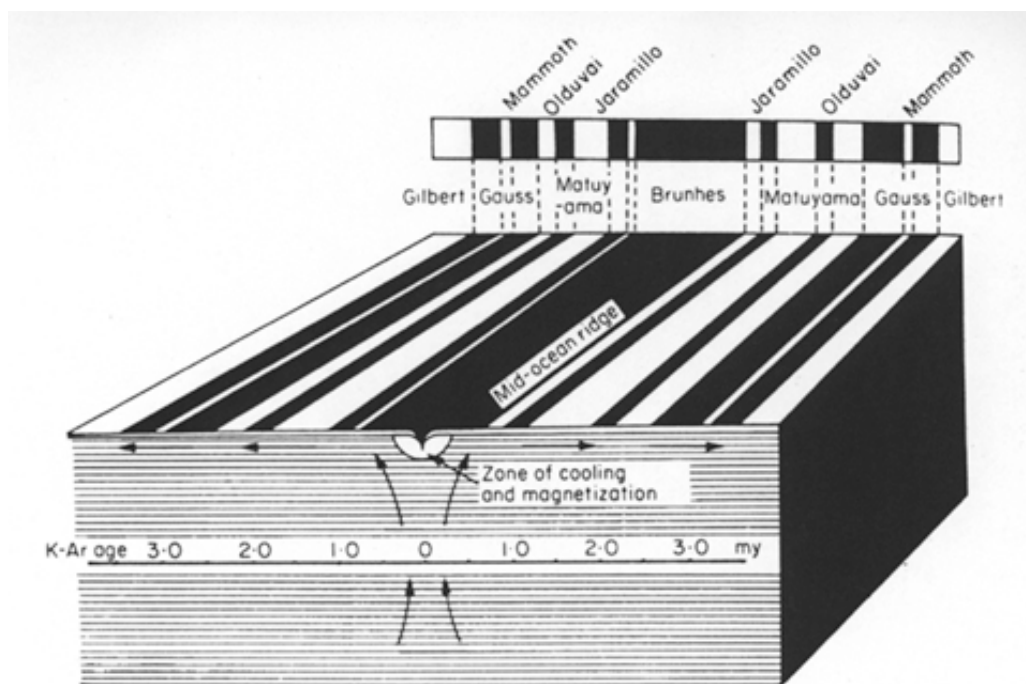 Mammoth Olduvai Jaramillo Jaramillo Olduvai Mammoth
Gilbert Gauss Matuy Brunhes Matuyama Gauss Gilbert
-ama
Mid-ocean ridge
Zone of cooling
and magnetization
K-Ar age 3·0 2·0 1·0 0 1·0 2·0 3·0 my